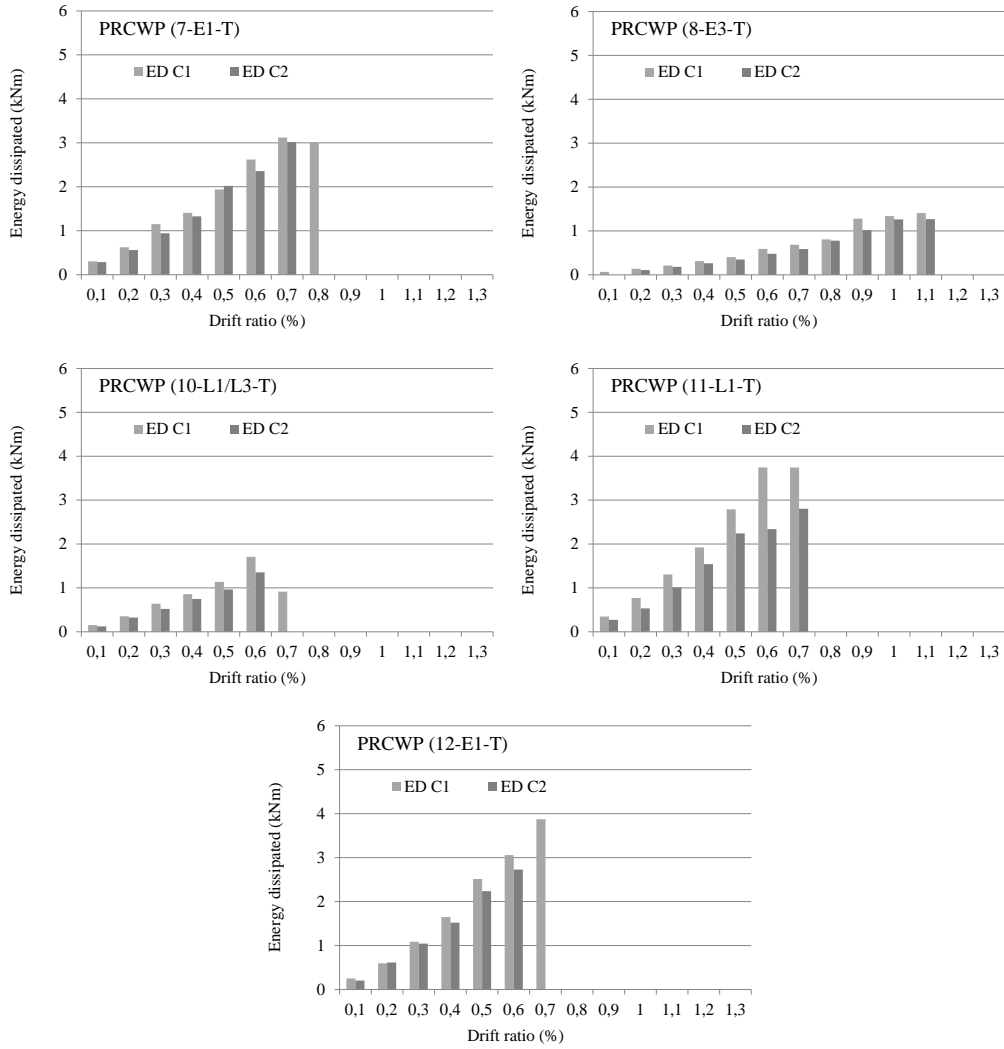 PRCWP (7-E1-T)
ED C1 ED C2
Energy dissipated (kNm)
6
5
4
3
2
1
0
0,1 0,2 0,3 0,4 0,5 0,6 0,7 0,8 0,9 1 1,1 1,2 1,3
Drift ratio (%)
PRCWP (8-E3-T)
ED C1 ED C2
Energy dissipated (kNm)
6
5
4
3
2
1
0
0,1 0,2 0,3 0,4 0,5 0,6 0,7 0,8 0,9 1 1,1 1,2 1,3
Drift ratio (%)
PRCWP (10-L1/L3-T)
ED C1 ED C2
Energy dissipated (kNm)
6
5
4
3
2
1
0
0,1 0,2 0,3 0,4 0,5 0,6 0,7 0,8 0,9 1 1,1 1,2 1,3
Drift ratio (%)
PRCWP (11-L1-T)
ED C1 ED C2
Energy dissipated (kNm)
6
5
4
3
2
1
0
0,1 0,2 0,3 0,4 0,5 0,6 0,7 0,8 0,9 1 1,1 1,2 1,3
Drift ratio (%)
PRCWP (12-E1-T)
ED C1 ED C2
Energy dissipated (kNm)
6
5
4
3
2
1
0
0,1 0,2 0,3 0,4 0,5 0,6 0,7 0,8 0,9 1 1,1 1,2 1,3
Drift ratio (%)